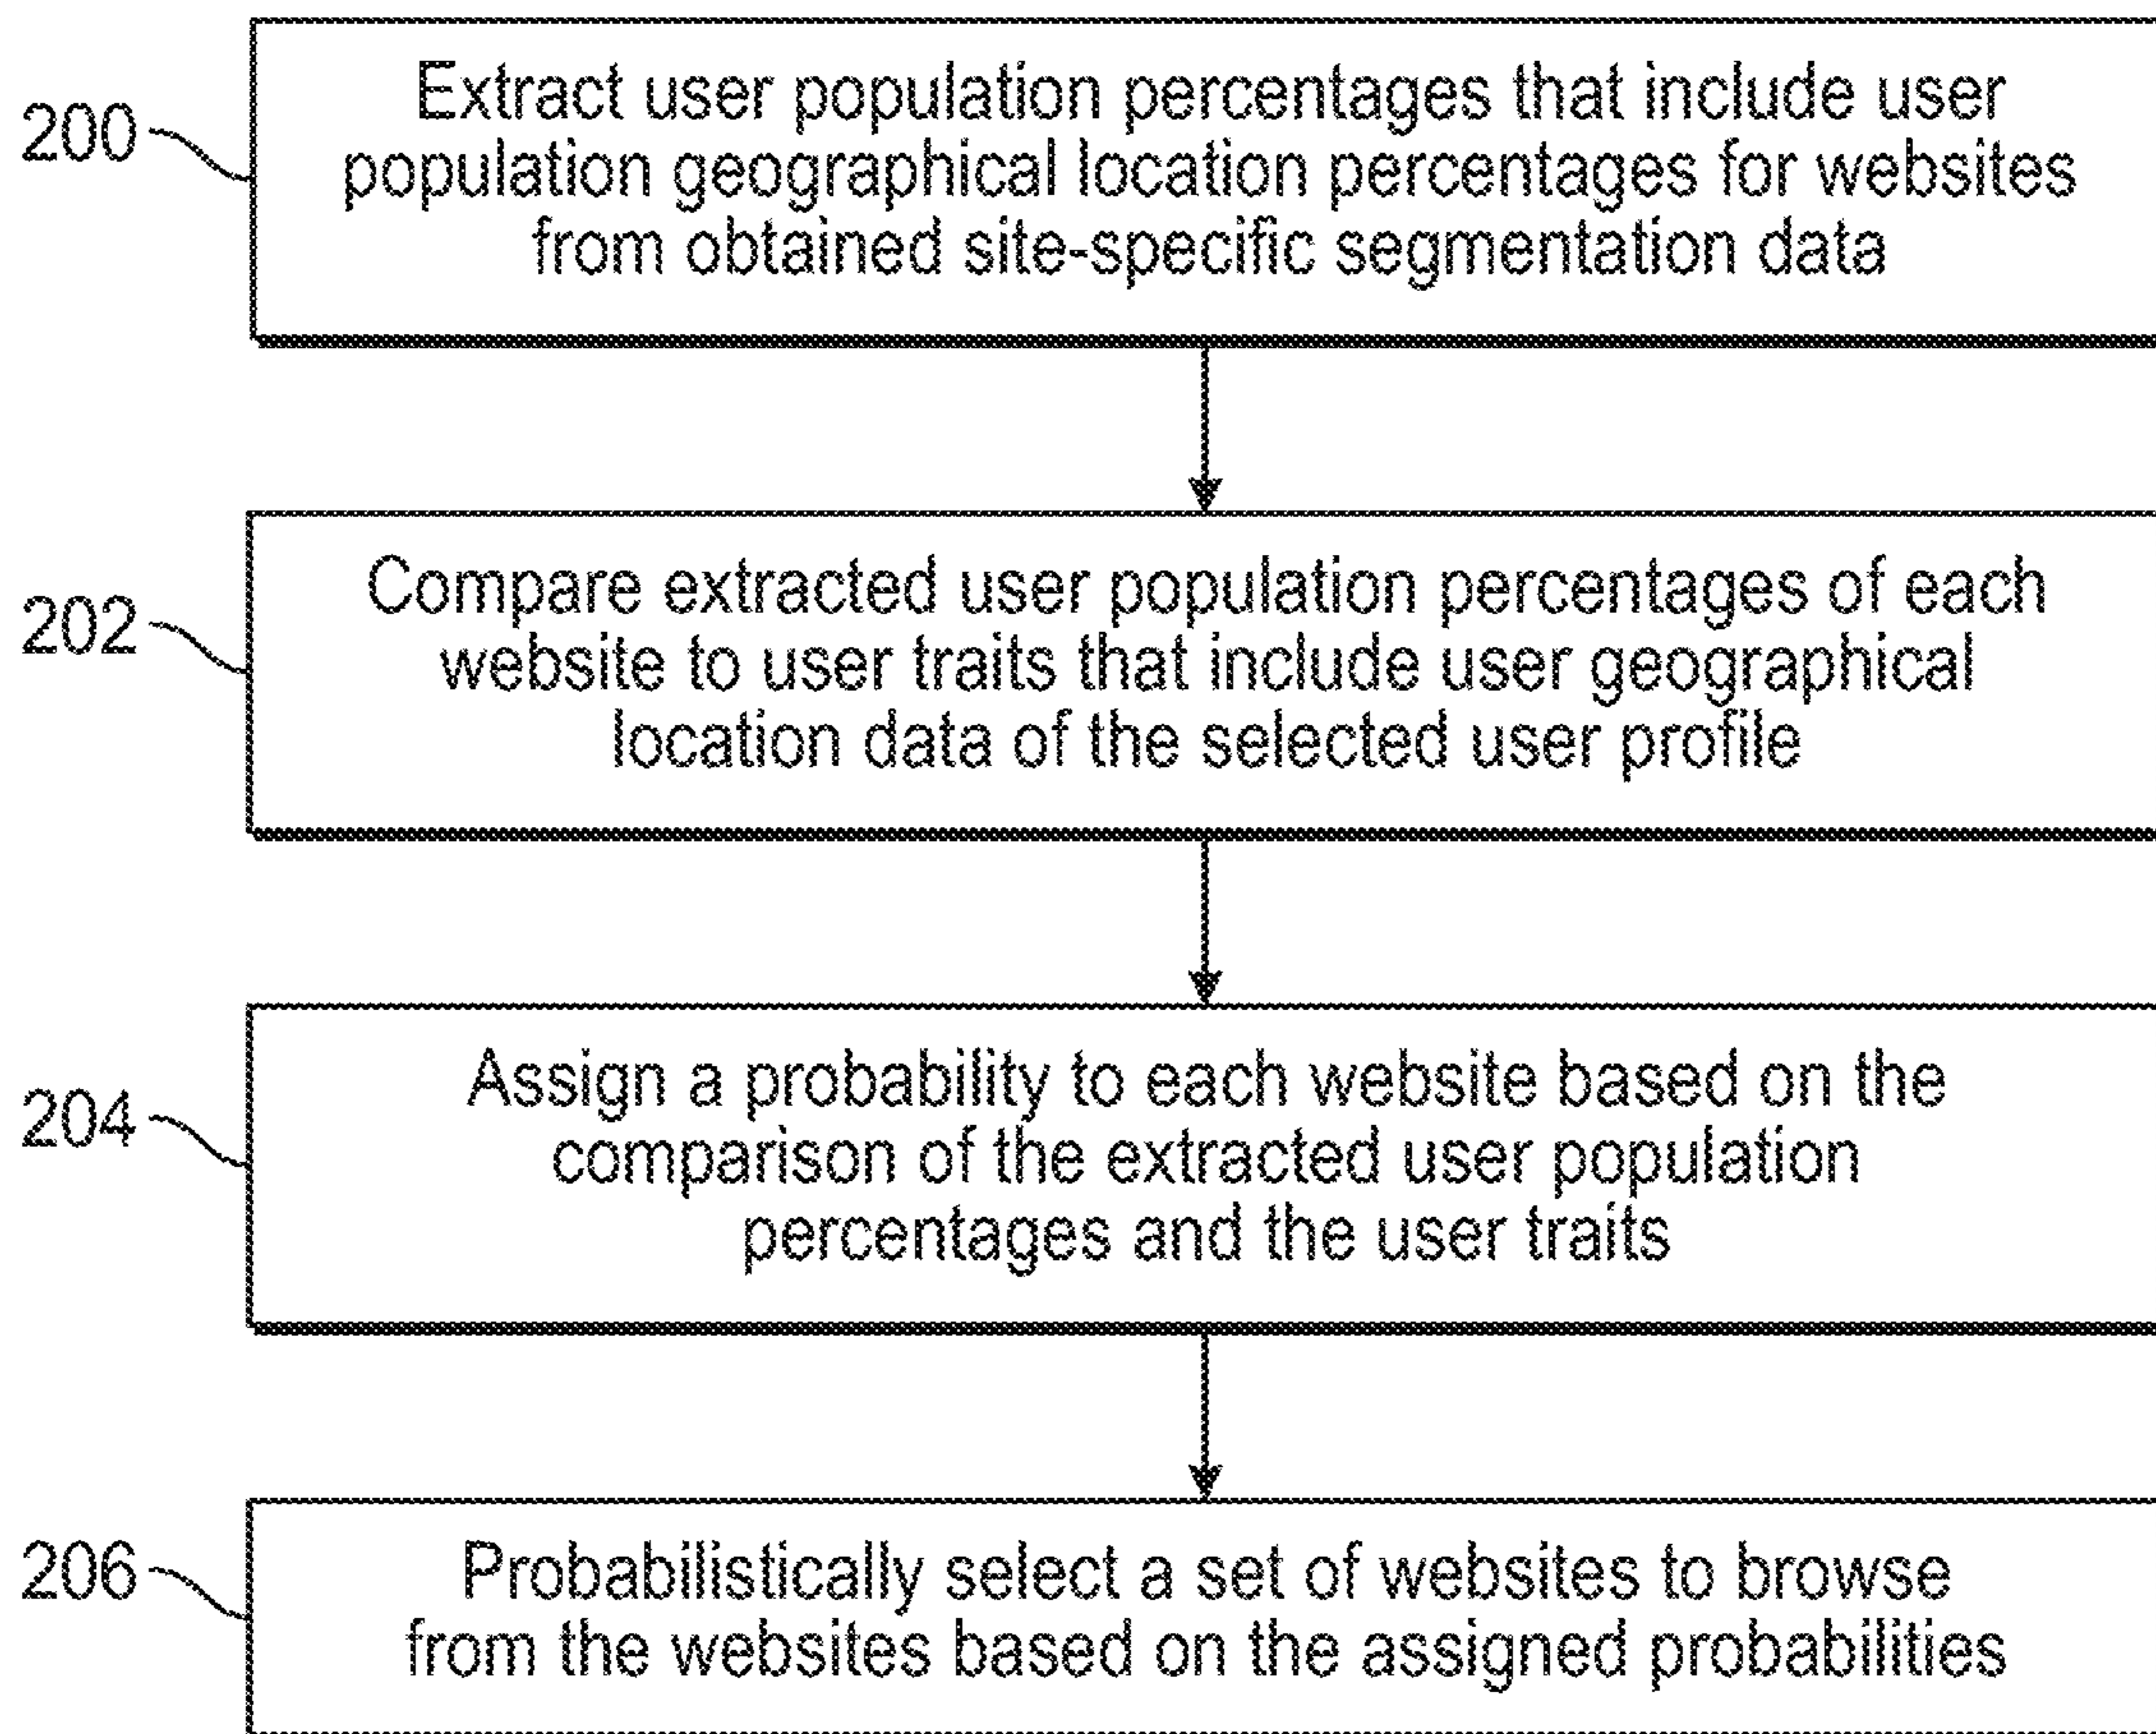 200
Extract user population percentages that include user
population geographical location percentages for websites
from obtained site-specific segmentation data
202
Compare extracted user population percentages of each
website to user traits that include user geographical
location data of the selected user profile
204
Assign a probability to each website based on the
comparison of the extracted user population
percentages and the user traits
206
Probabilistically select a set of websites to browse
from the websites based on the assigned probabilities